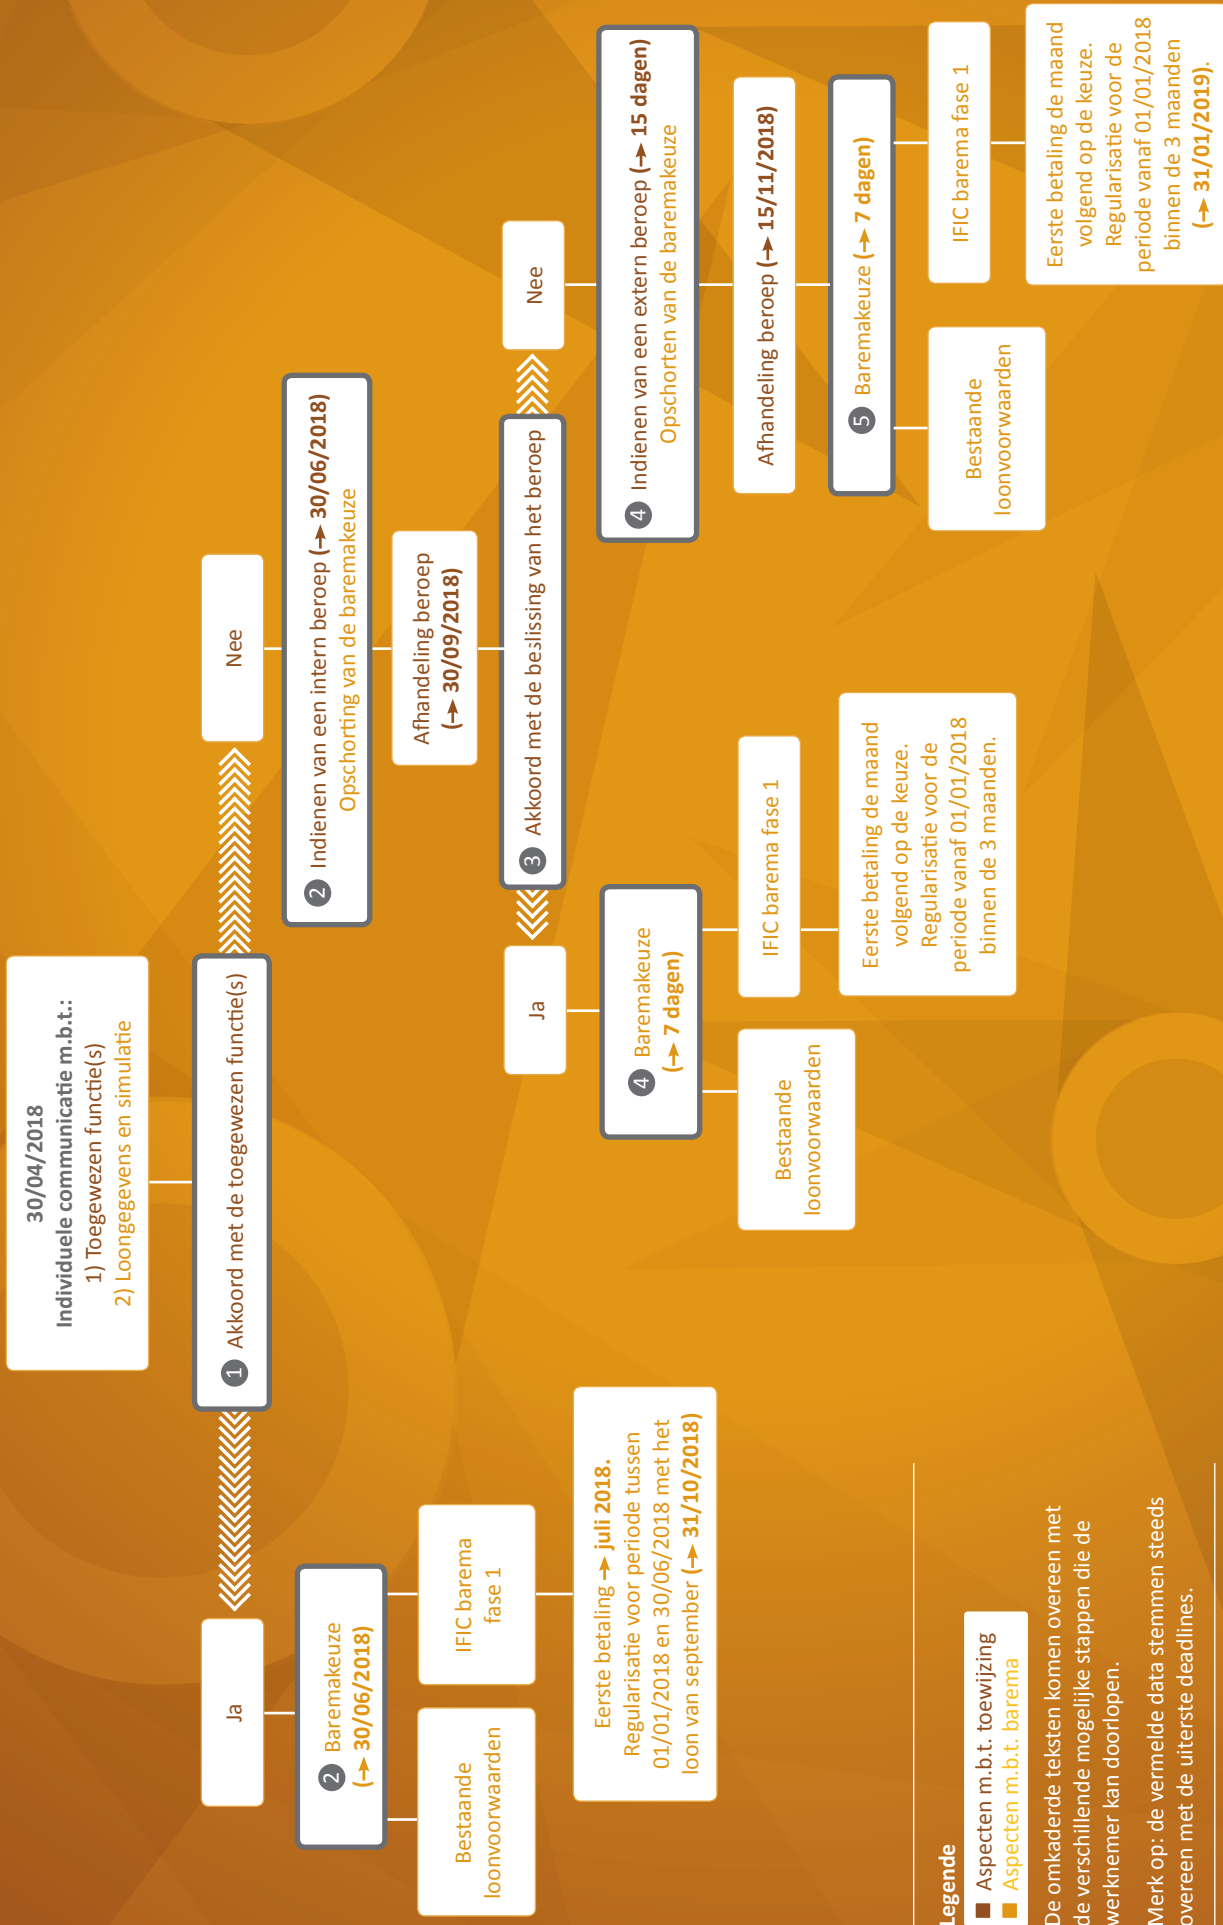 30/04/2018
Individuele communicatie m.b.t.:
1) Toegewezen functie(s)
2) Loongegevens en simulatie
1 Akkoord met de toegewezen functie(s)
Ja
2 Baremakeuze
(→ 30/06/2018)
Bestaande
loonvoorwaarden
IFIC barema
fase 1
Eerste betaling → juli 2018.
Regularisatie voor periode tussen
01/01/2018 en 30/06/2018 met het
loon van september (→ 31/10/2018)
Nee
2 Indienen van een intern beroep (→ 30/06/2018)
Opschorting van de baremakeuze
Afhandeling beroep
(→ 30/09/2018)
3 Akkoord met de beslissing van het beroep
Ja
4 Baremakeuze
(→ 7 dagen)
Bestaande
loonvoorwaarden
IFIC barema fase 1
Eerste betaling de maand
volgend op de keuze.
Regularisatie voor de
periode vanaf 01/01/2018
binnen de 3 maanden.
Nee
4 Indienen van een extern beroep (→ 15 dagen)
Opschorten van de baremakeuze
Afhandeling beroep (→ 15/11/2018)
5 Baremakeuze (→ 7 dagen)
Bestaande
loonvoorwaarden
IFIC barema fase 1
Eerste betaling de maand
volgend op de keuze.
Regularisatie voor de
periode vanaf 01/01/2018
binnen de 3 maanden
(→ 31/01/2019).
Legende
Aspecten m.b.t. toewijzing
Aspecten m.b.t. barema
De omkaderde teksten komen overeen met
de verschillende mogelijke stappen die de
werknemer kan doorlopen.
Merk op: de vermelde data stemmen steeds
overeen met de uiterste deadlines.